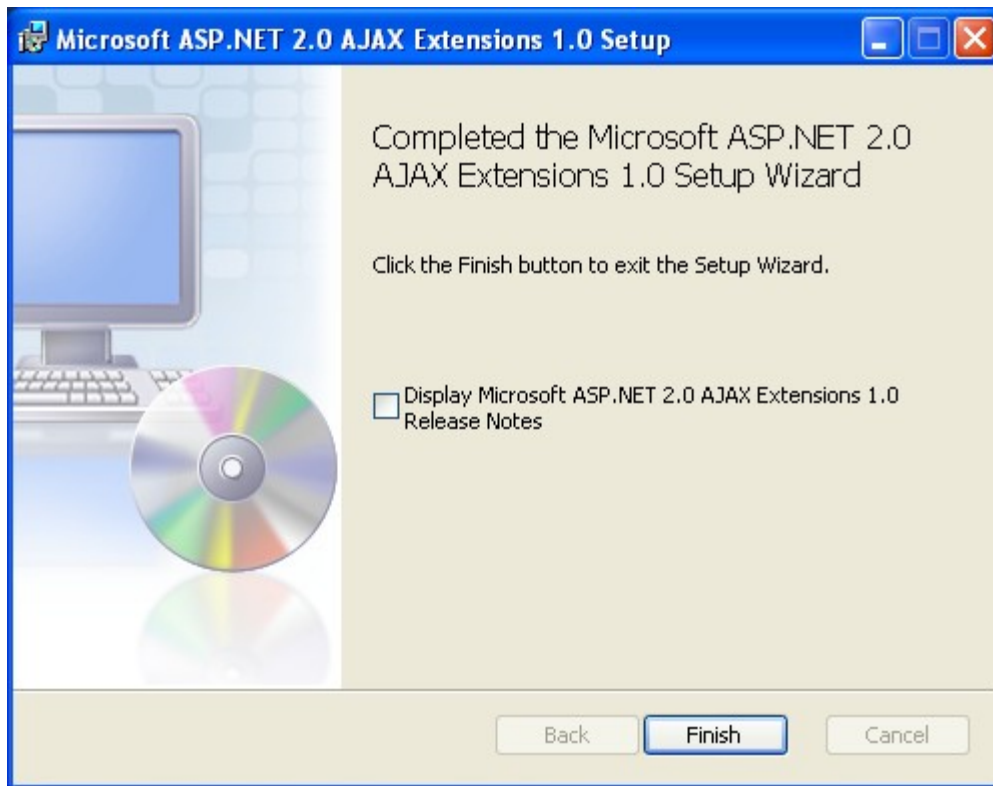 Microsoft ASP.NET 2.0 AJAX Extensions 1.0 Setup
Completed the Microsoft ASP.NET 2.0
AJAX Extensions 1.0 Setup Wizard
Click the Finish button to exit the Setup Wizard.
Display Microsoft ASP.NET 2.0 AJAX Extensions 1.0
Release Notes
Back
Finish
Cancel